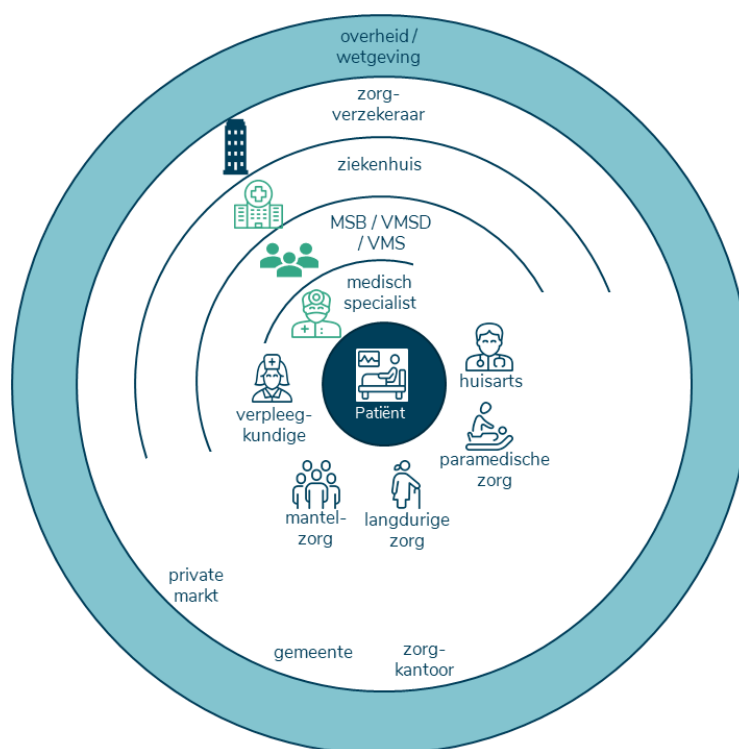 overheid /
wetgeving
zorg-
verzekeraar
ziekenhuis
MSB / VMSD
/ VMS
medisch
specialist
huisarts
Patiënt
verpleeg-
kundige
paramedische
zorg
mantel-
zorg
langdurige
zorg
private
markt
gemeente
zorg-
kantoor